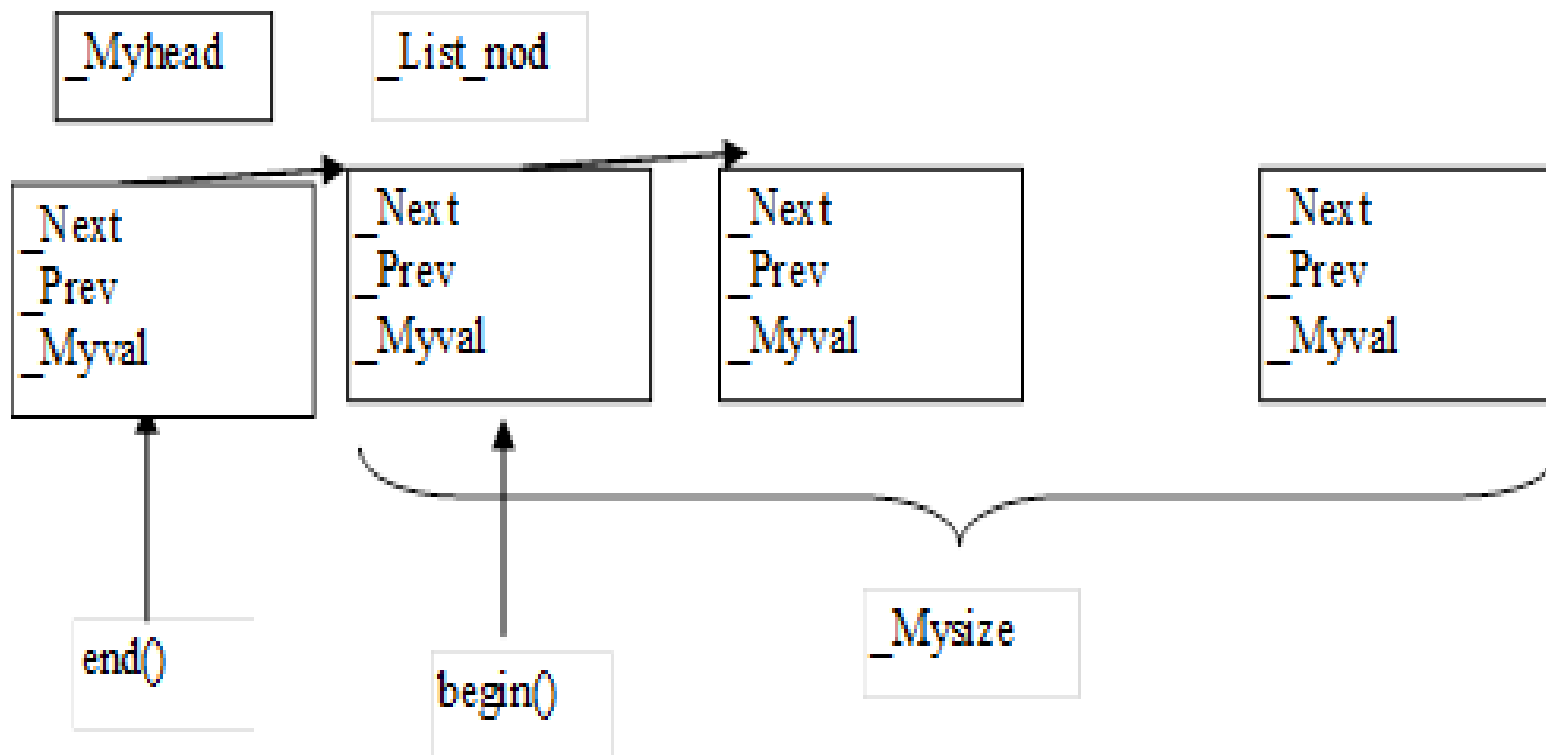 _Myhead
_List_nod
_Next
_Prev
_Myval
_Next
_Prev
_Myval
_Next
_Prev
_Myval
_Next
_Prev
_Myval
end()
begin()
_Mysize